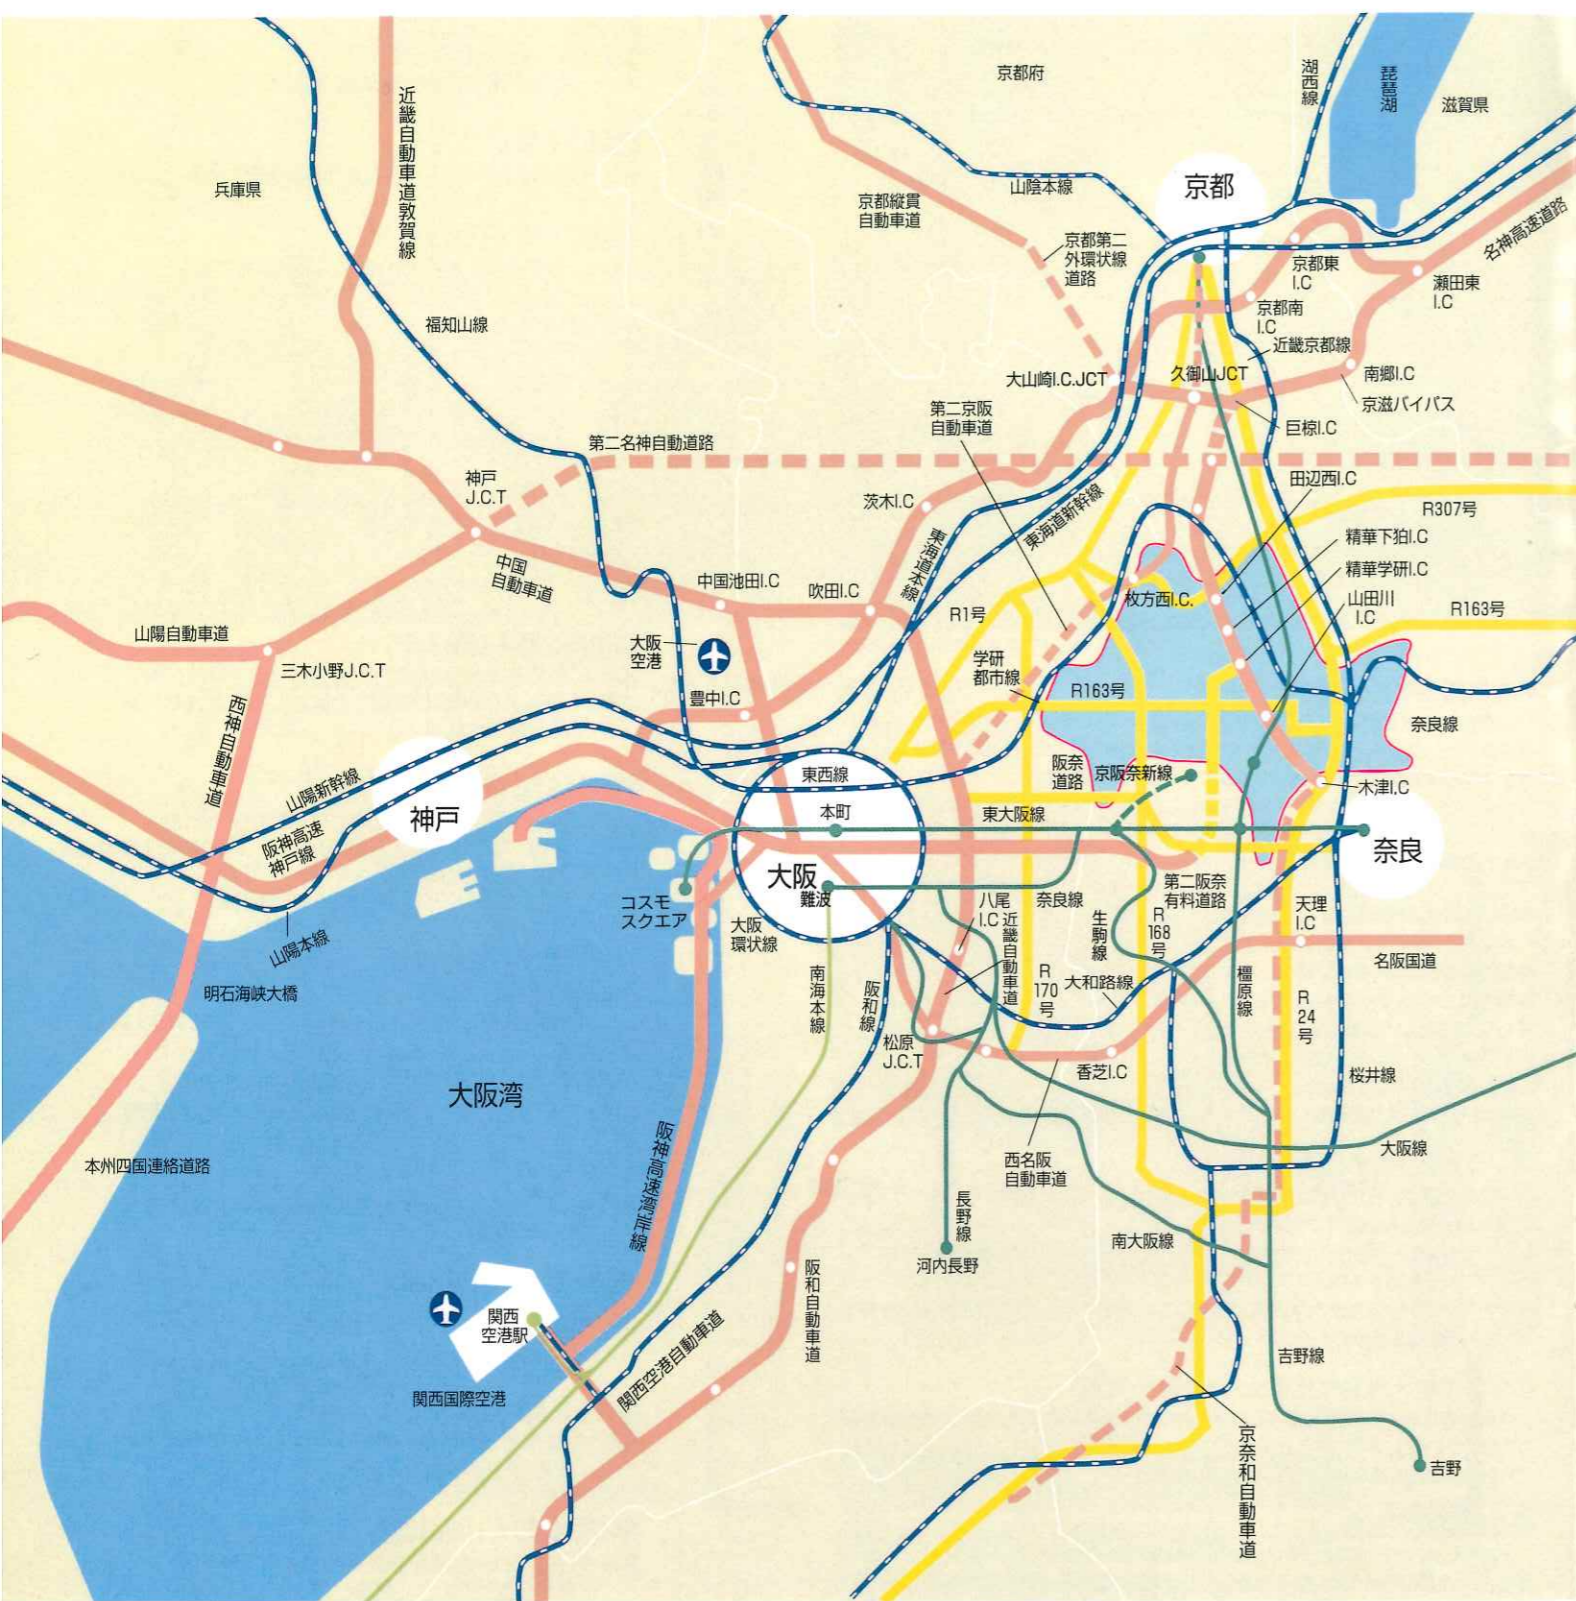 京都府
湖西線
琵琶湖
滋賀県
近畿自動車道敦賀線
兵庫県
山陰本線
京都
京都縦貫
自動車道
京都第二
外環状線
道路
京都東
I.C
名神高速道路
瀬田東
I.C
京都南
I.C
福知山線
近畿京都線
大山崎I.C.JCT
久御山JCT
南郷I.C
京滋バイパス
第二京阪
自動車道
巨椋I.C
第二名神自動道路
神戸
J.C.T
茨木I.C
田辺西I.C
R307号
東海道新幹線
東海道本線
精華下狛I.C
中国
自動車道
中国池田I.C
吹田I.C
精華学研I.C
枚方西I.C.
山田川
I.C
R163号
R1号
山陽自動車道
大阪
空港
三木小野J.C.T
学研
都市線
R163号
豊中I.C
奈良線
西神自動車道
山陽新幹線
東西線
阪奈
道路
京阪奈新線
木津I.C
神戸
本町
東大阪線
阪神高速
神戸線
奈良
大阪
難波
コスモ
スクエア
大阪
環状線
八尾
I.C
近畿自動車道
奈良線
第二阪奈
有料道路
生駒線
R
168
号
天理
I.C
山陽本線
名阪国道
明石海峡大橋
南海本線
阪和線
R
170
号
大和路線
橿原線
R
24
号
松原
J.C.T
香芝I.C
桜井線
大阪湾
阪神高速湾岸線
本州四国連絡道路
西名阪
自動車道
大阪線
長野線
南大阪線
河内長野
阪和自動車道
関西
空港駅
吉野線
関西国際空港
関西空港自動車道
京奈和自動車道
吉野